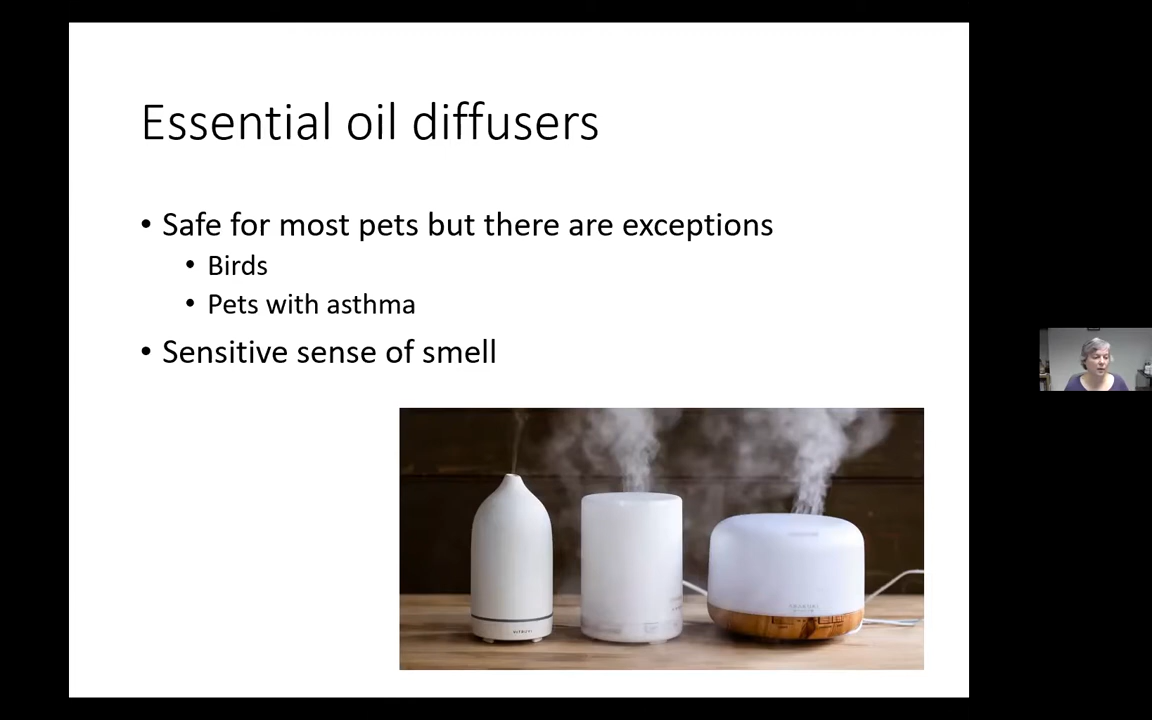 Essential oil diffusers
• Safe for most pets but there are exceptions
• Birds
• Pets with asthma
• Sensitive sense of smell